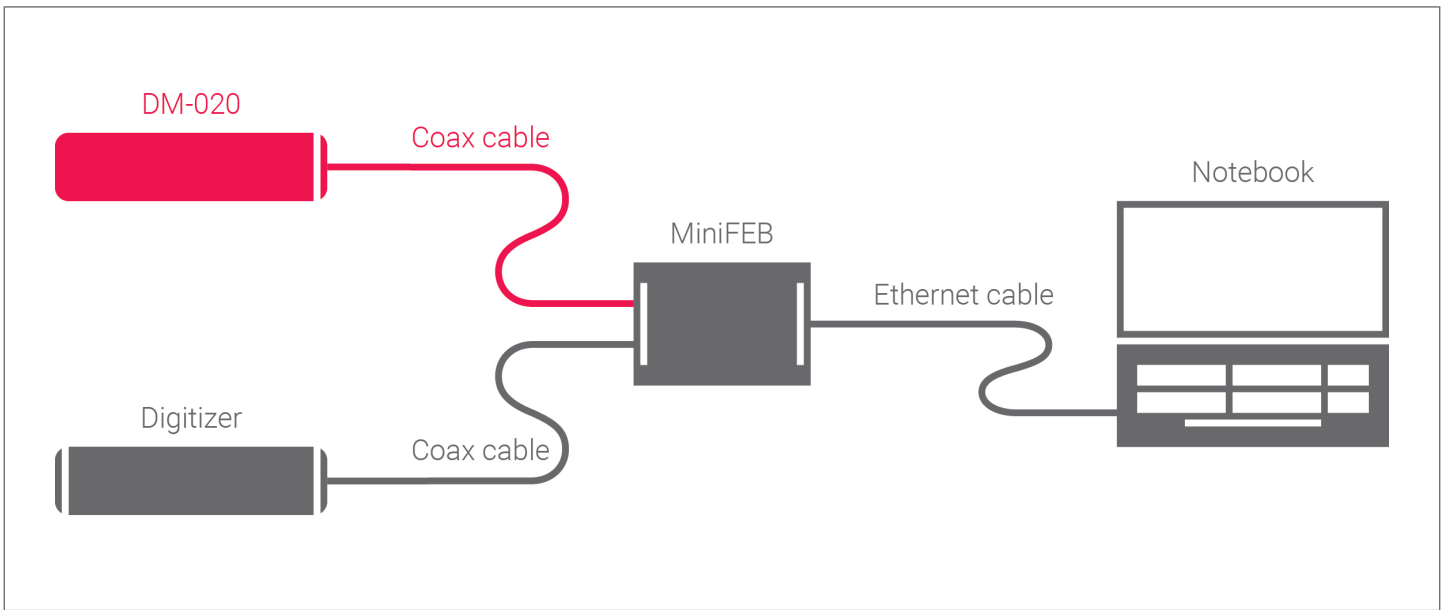 DM-020
Coax cable
Notebook
MiniFEB
Ethernet cable
Digitizer
Coax cable